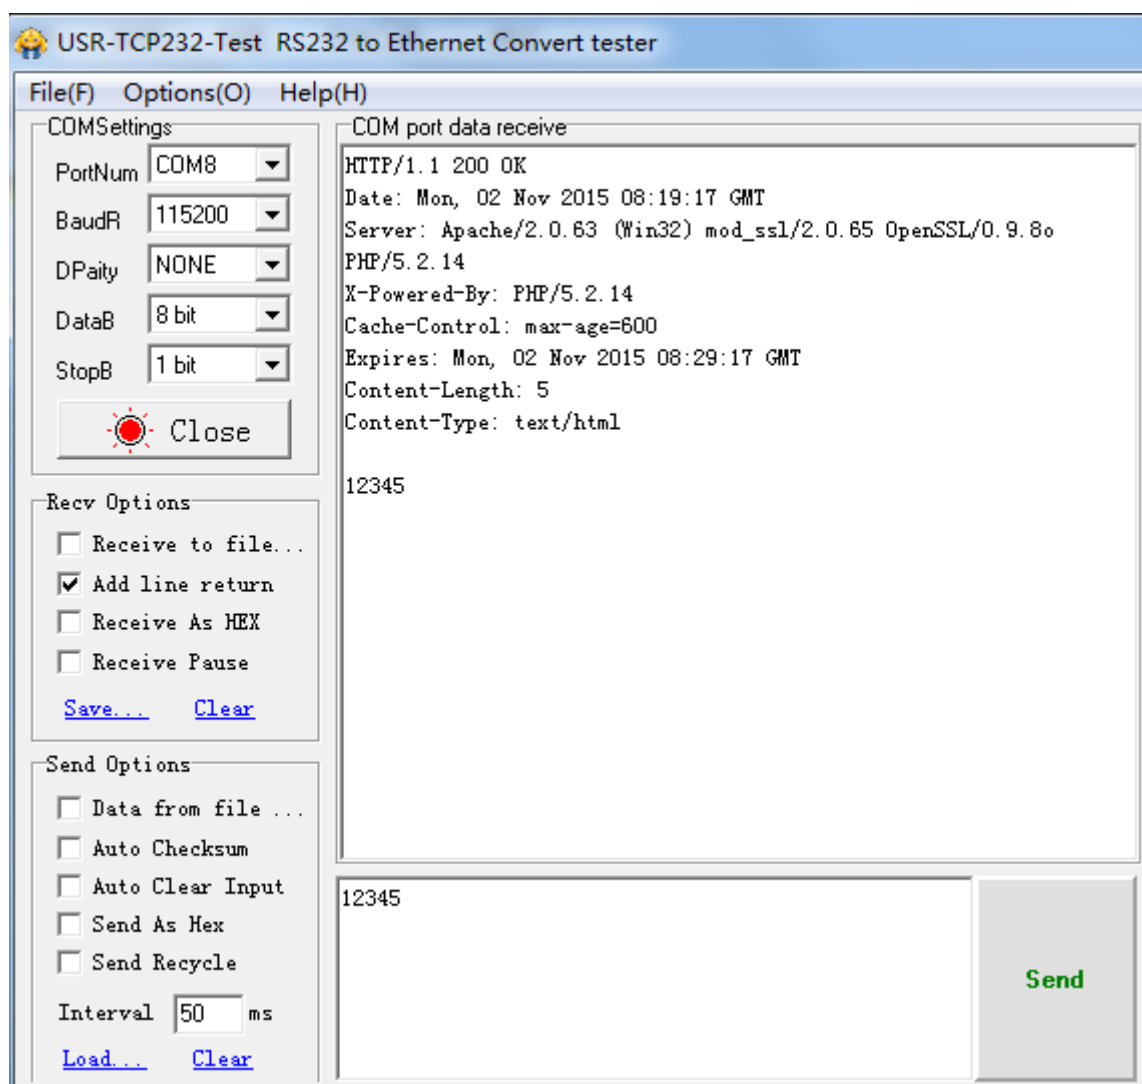 USR-TCP232-Test RS232 to Ethernet Convert tester
File(F) Options(O) Help(H)
COMSettings
PortNum COM8
BaudR 115200
DPaity NONE
DataB 8 bit
StopB 1 bit
Close
Recv Options
Receive to file...
Add line return
Receive As HEX
Receive Pause
Save... Clear
Send Options
Data from file ...
Auto Checksum
Auto Clear Input
Send As Hex
Send Recycle
Interval 50 ms
Load... Clear
COM port data receive
HTTP/1.1 200 OK
Date: Mon, 02 Nov 2015 08:19:17 GMT
Server: Apache/2.0.63 (Win32) mod_ssl/2.0.65 OpenSSL/0.9.8o
PHP/5.2.14
X-Powered-By: PHP/5.2.14
Cache-Control: max-age=600
Expires: Mon, 02 Nov 2015 08:29:17 GMT
Content-Length: 5
Content-Type: text/html
12345
12345
Send